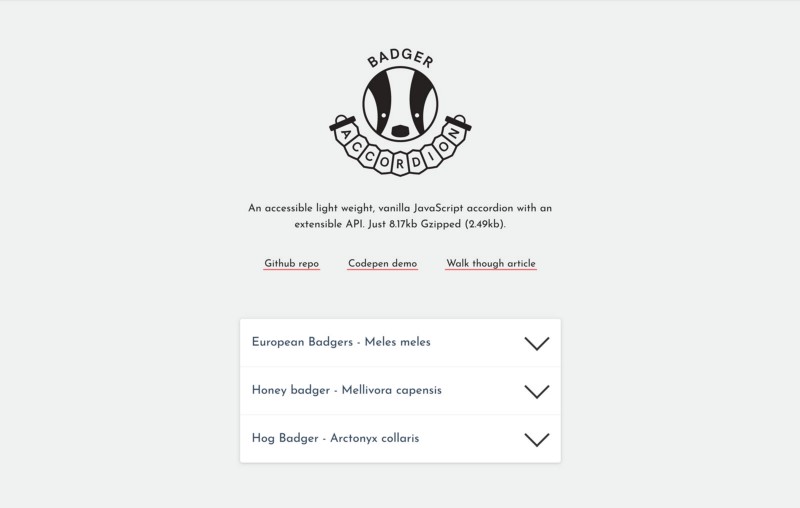 BADGER
ACCORDION
An accessible light weight, vanilla JavaScript accordion with an
extensible API. Just 8.17kb Gzipped (2.49kb).
Github repo Codepen demo Walk though article
European Badgers - Meles meles
Honey badger - Mellivora capensis
Hog Badger - Arctonyx collaris